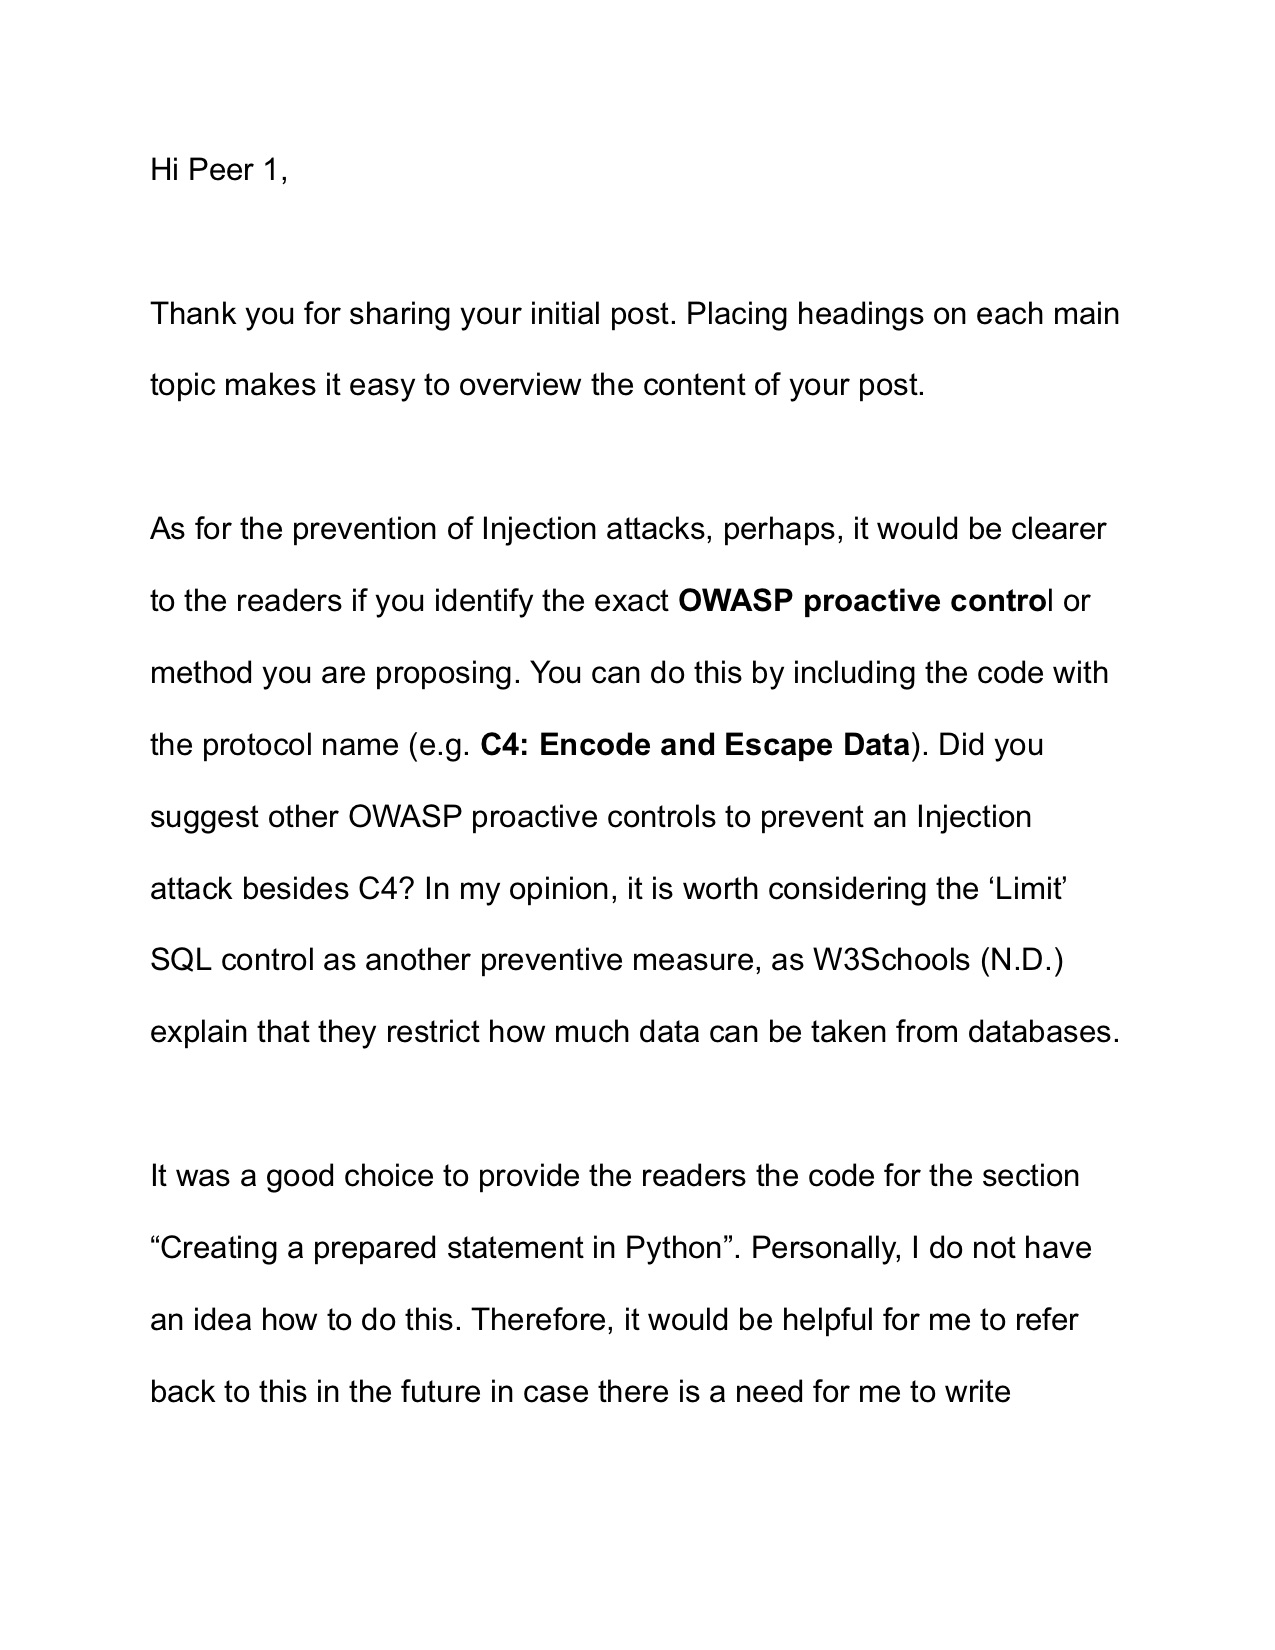 Hi Peer 1,
Thank you for sharing your initial post. Placing headings on each main
topic makes it easy to overview the content of your post.
As for the prevention of Injection attacks, perhaps, it would be clearer
to the readers if you identify the exact OWASP proactive control or
method you are proposing. You can do this by including the code with
the protocol name (e.g. C4: Encode and Escape Data). Did you
suggest other OWASP proactive controls to prevent an Injection
attack besides C4? In my opinion, it is worth considering the ‘Limit’
SQL control as another preventive measure, as W3Schools (N.D.)
explain that they restrict how much data can be taken from databases.
It was a good choice to provide the readers the code for the section
“Creating a prepared statement in Python”. Personally, I do not have
an idea how to do this. Therefore, it would be helpful for me to refer
back to this in the future in case there is a need for me to write